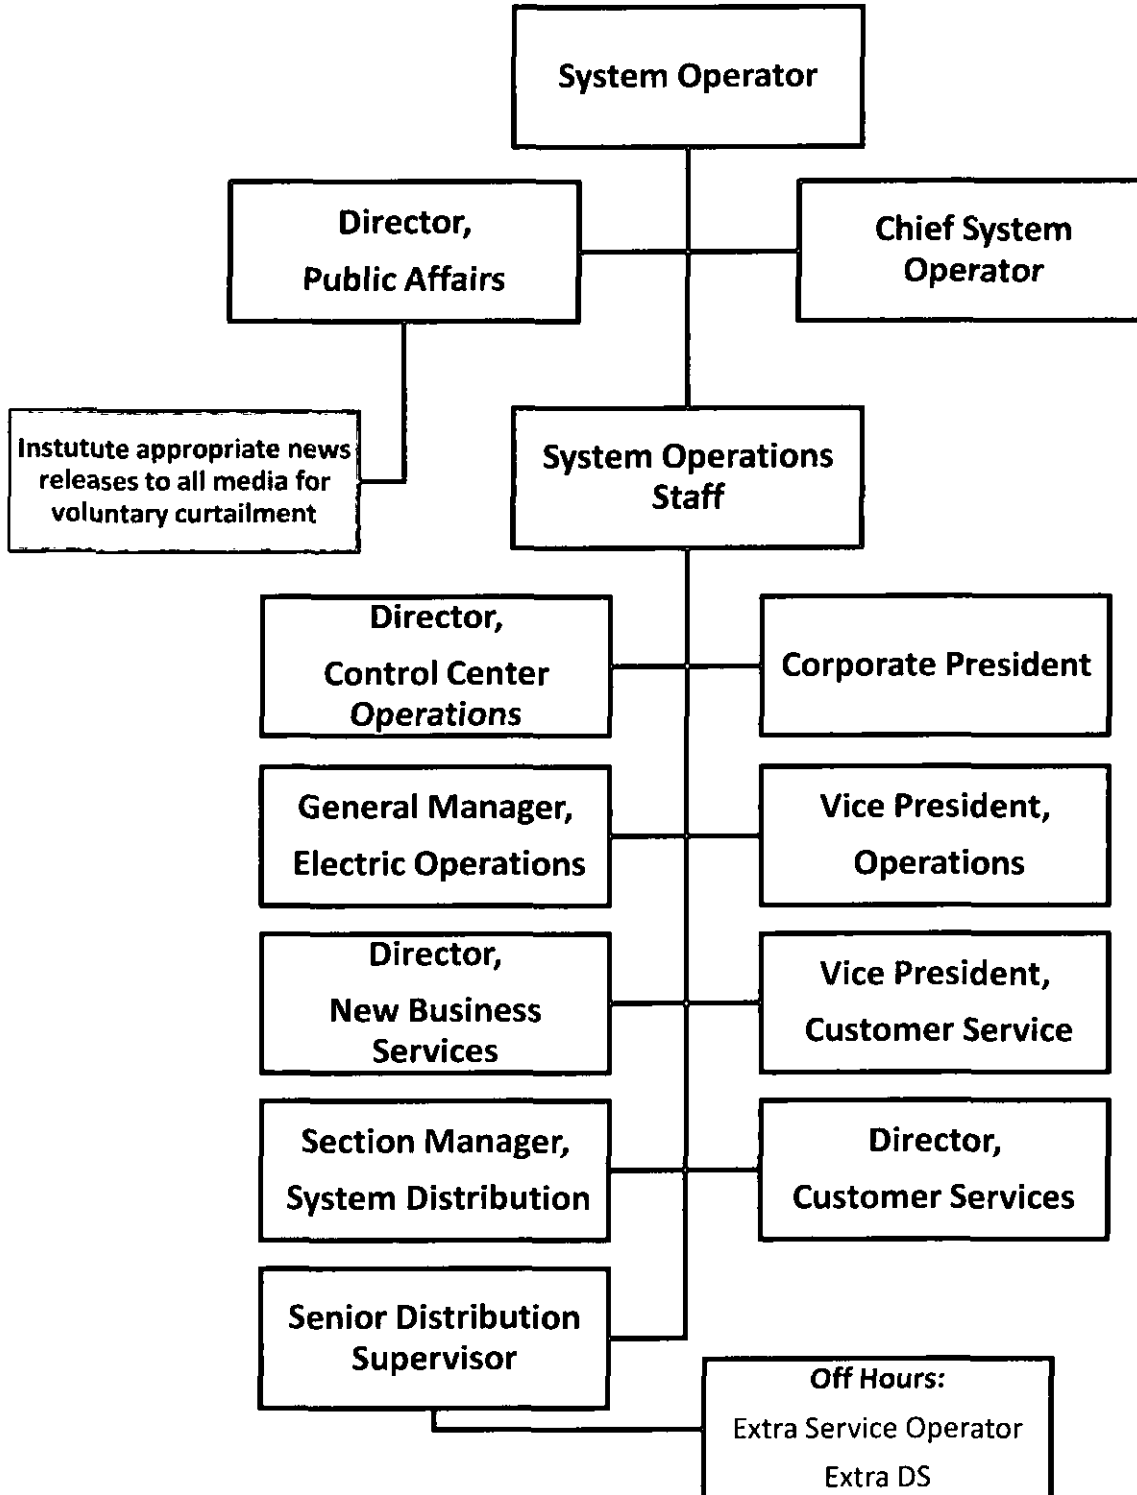 System Operator
Director,
Public Affairs
Chief System
Operator
Instutute appropriate news
releases to all media for
voluntary curtailment
System Operations
Staff
Director,
Control Center
Operations
Corporate President
General Manager,
Electric Operations
Vice President,
Operations
Director,
New Business
Services
Vice President,
Customer Service
Section Manager,
System Distribution
Director,
Customer Services
Senior Distribution
Supervisor
Off Hours:
Extra Service Operator
Extra DS